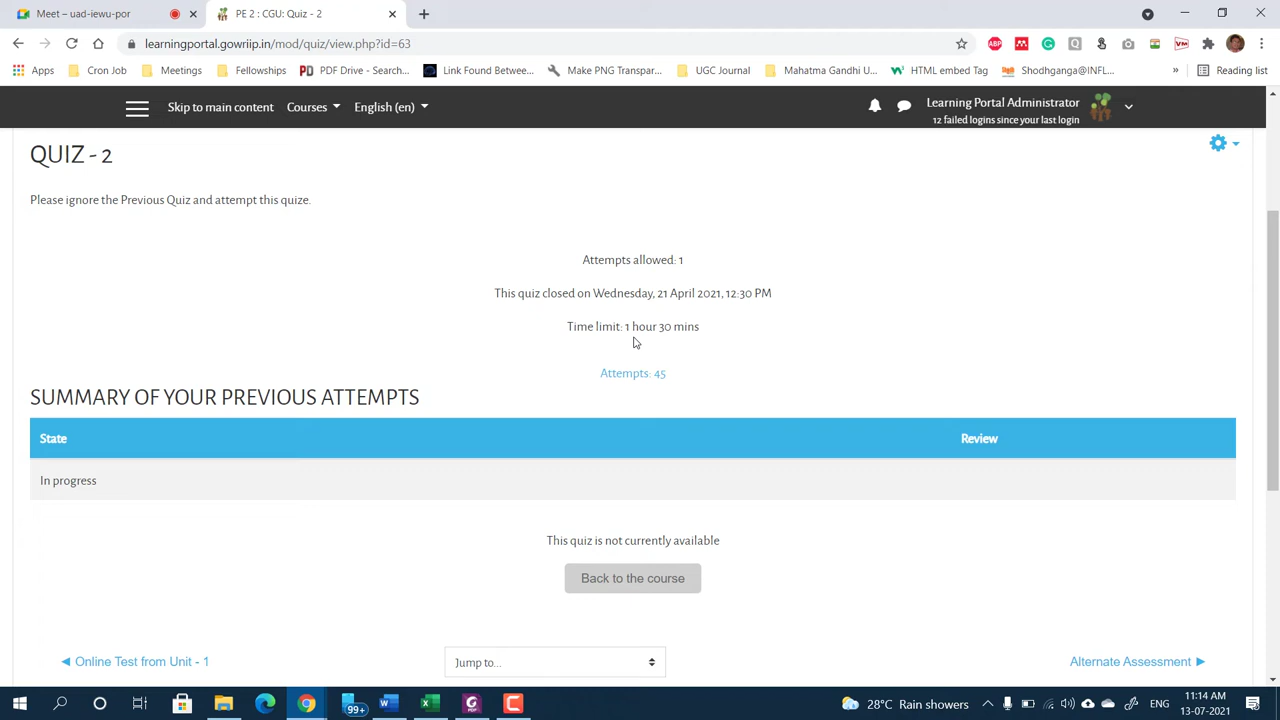 Meet – uad-iewu-por
PE 2 : CGU: Quiz - 2
learningportal.gowriip.in/mod/quiz/view.php?id=63
Apps
Cron Job
Meetings
Fellowships
PDF Drive - Search...
Link Found Betwee...
Make PNG Transpar...
UGC Journal
Mahatma Gandhi U...
HTML embed Tag
Shodhganga@INFL...
»
Reading list
Skip to main content
Courses
English (en)
Learning Portal Administrator
12 failed logins since your last login
QUIZ - 2
Please ignore the Previous Quiz and attempt this quize.
Attempts allowed: 1
This quiz closed on Wednesday, 21 April 2021, 12:30 PM
Time limit: 1 hour 30 mins
Attempts: 45
SUMMARY OF YOUR PREVIOUS ATTEMPTS
State Review
In progress
This quiz is not currently available
Back to the course
◀ Online Test from Unit - 1
Jump to...
Alternate Assessment ▶
99+
28°C Rain showers
ENG
11:14 AM
13-07-2021